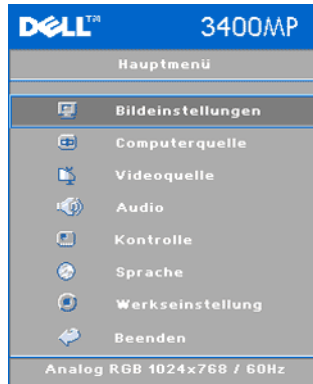 DELL™ 3400MP
Hauptmenü
Bildeinstellungen
Computerquelle
Videoquelle
Audio
Kontrolle
Sprache
Werkseinstellung
Beenden
Analog RGB 1024x768 / 60Hz